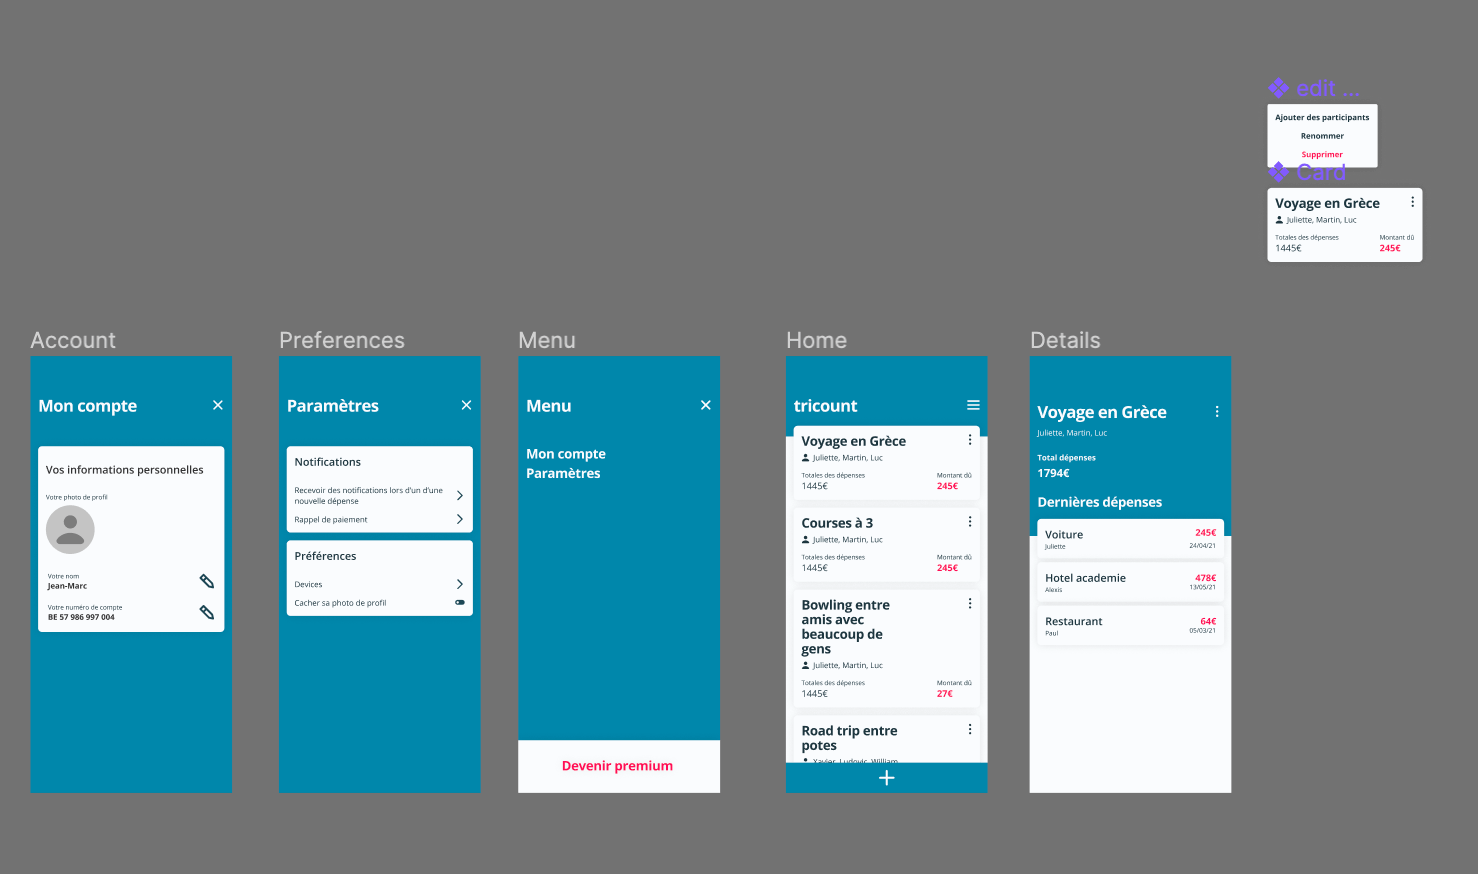 edit ...
Ajouter des participants
Renommer
Supprimer
Card
Voyage en Grèce
Juliette, Martin, Luc
Totales des dépenses
Montant dû
1445€
245€
Account
Mon compte
Vos informations personnelles
Votre photo de profil
Votre nom
Jean-Marc
Votre numéro de compte
BE 57 986 997 004
Preferences
Paramètres
Notifications
Recevoir des notifications lors d'un d'une
nouvelle dépense
Rappel de paiement
Préférences
Devices
Cacher sa photo de profil
Menu
Menu
Mon compte
Paramètres
Devenir premium
Home
tricount
Voyage en Grèce
Juliette, Martin, Luc
Totales des dépenses
Montant dû
1445€
245€
Courses à 3
Juliette, Martin, Luc
Totales des dépenses
Montant dû
1445€
245€
Bowling entre
amis avec
beaucoup de
gens
Juliette, Martin, Luc
Totales des dépenses
Montant dû
1445€
27€
Road trip entre
potes
Xavier, Ludovic, William
Details
Voyage en Grèce
Juliette, Martin, Luc
Total dépenses
1794€
Dernières dépenses
Voiture
245€
Juliette
24/04/21
Hotel academie
478€
Alexis
13/05/21
Restaurant
64€
Paul
05/03/21